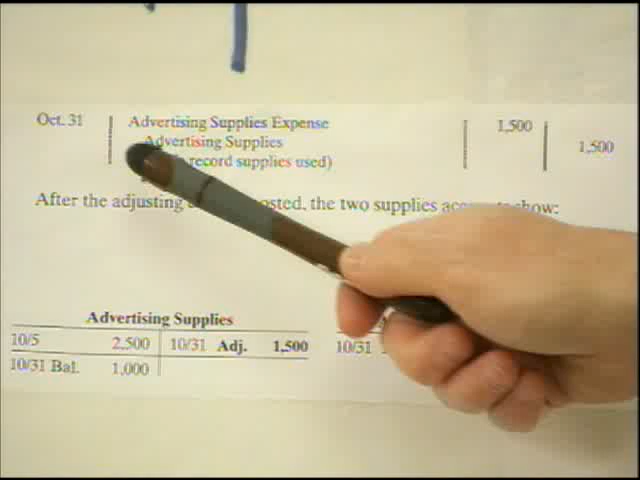 Oct. 31 Advertising Supplies Expense 1,500
Advertising Supplies 1,500
record supplies used)
After the adjusting posted, the two supplies show:
Advertising Supplies
10/5 2,500 10/31 Adj. 1,500 10/31
10/31 Bal. 1,000